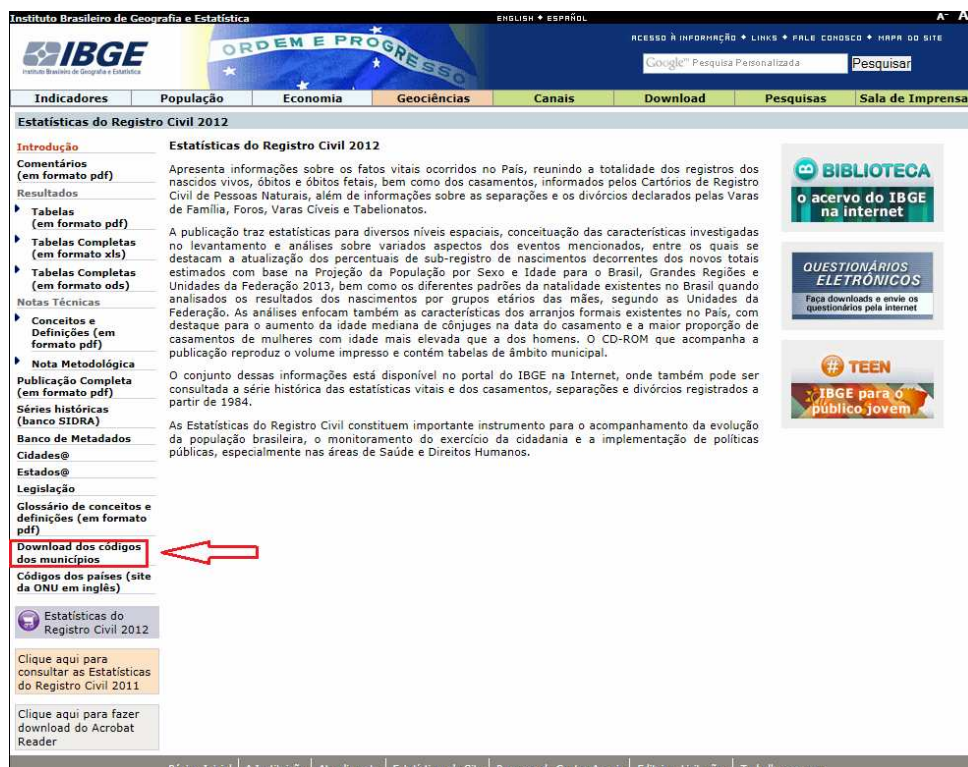 Instituto Brasileiro de Geografia e Estatística
ENGLISH ✦ ESPAÑOL
A- A
ACESSO À INFORMAÇÃO ✦ LINKS ✦ FALE CONOSCO ✦ MAPA DO SITE
IBGE
Instituto Brasileiro de Geografia e Estatística
ORDEM E PROGRESSO
Google™ Pesquisa Personalizada
Pesquisar
Indicadores População Economia Geociências Canais Download Pesquisas Sala de Imprensa
Estatísticas do Registro Civil 2012
Introdução
Comentários
(em formato pdf)
Resultados
Tabelas
(em formato pdf)
Tabelas Completas
(em formato xls)
Tabelas Completas
(em formato ods)
Notas Técnicas
Conceitos e
Definições (em
formato pdf)
Nota Metodológica
Publicação Completa
(em formato pdf)
Séries históricas
(banco SIDRA)
Banco de Metadados
Cidades@
Estados@
Legislação
Glossário de conceitos e
definições (em formato
pdf)
Download dos códigos
dos municípios
Códigos dos países (site
da ONU em inglês)
Estatísticas do
Registro Civil 2012
Clique aqui para
consultar as Estatísticas
do Registro Civil 2011
Clique aqui para fazer
download do Acrobat
Reader
Estatísticas do Registro Civil 2012
Apresenta informações sobre os fatos vitais ocorridos no País, reunindo a totalidade dos registros dos
nascidos vivos, óbitos e óbitos fetais, bem como dos casamentos, informados pelos Cartórios de Registro
Civil de Pessoas Naturais, além de informações sobre as separações e os divórcios declarados pelas Varas
de Família, Foros, Varas Cíveis e Tabelionatos.
A publicação traz estatísticas para diversos níveis espaciais, conceituação das características investigadas
no levantamento e análises sobre variados aspectos dos eventos mencionados, entre os quais se
destacam a atualização dos percentuais de sub-registro de nascimentos decorrentes dos novos totais
estimados com base na Projeção da População por Sexo e Idade para o Brasil, Grandes Regiões e
Unidades da Federação 2013, bem como os diferentes padrões da natalidade existentes no Brasil quando
analisados os resultados dos nascimentos por grupos etários das mães, segundo as Unidades da
Federação. As análises enfocam também as características dos arranjos formais existentes no País, com
destaque para o aumento da idade mediana de cônjuges na data do casamento e a maior proporção de
casamentos de mulheres com idade mais elevada que a dos homens. O CD-ROM que acompanha a
publicação reproduz o volume impresso e contém tabelas de âmbito municipal.
O conjunto dessas informações está disponível no portal do IBGE na Internet, onde também pode ser
consultada a série histórica das estatísticas vitais e dos casamentos, separações e divórcios registrados a
partir de 1984.
As Estatísticas do Registro Civil constituem importante instrumento para o acompanhamento da evolução
da população brasileira, o monitoramento do exercício da cidadania e a implementação de políticas
públicas, especialmente nas áreas de Saúde e Direitos Humanos.
BIBLIOTECA
o acervo do IBGE
na internet
QUESTIONÁRIOS
ELETRÔNICOS
Faça downloads e envie os
questionários pela internet
# TEEN
IBGE para o
público jovem